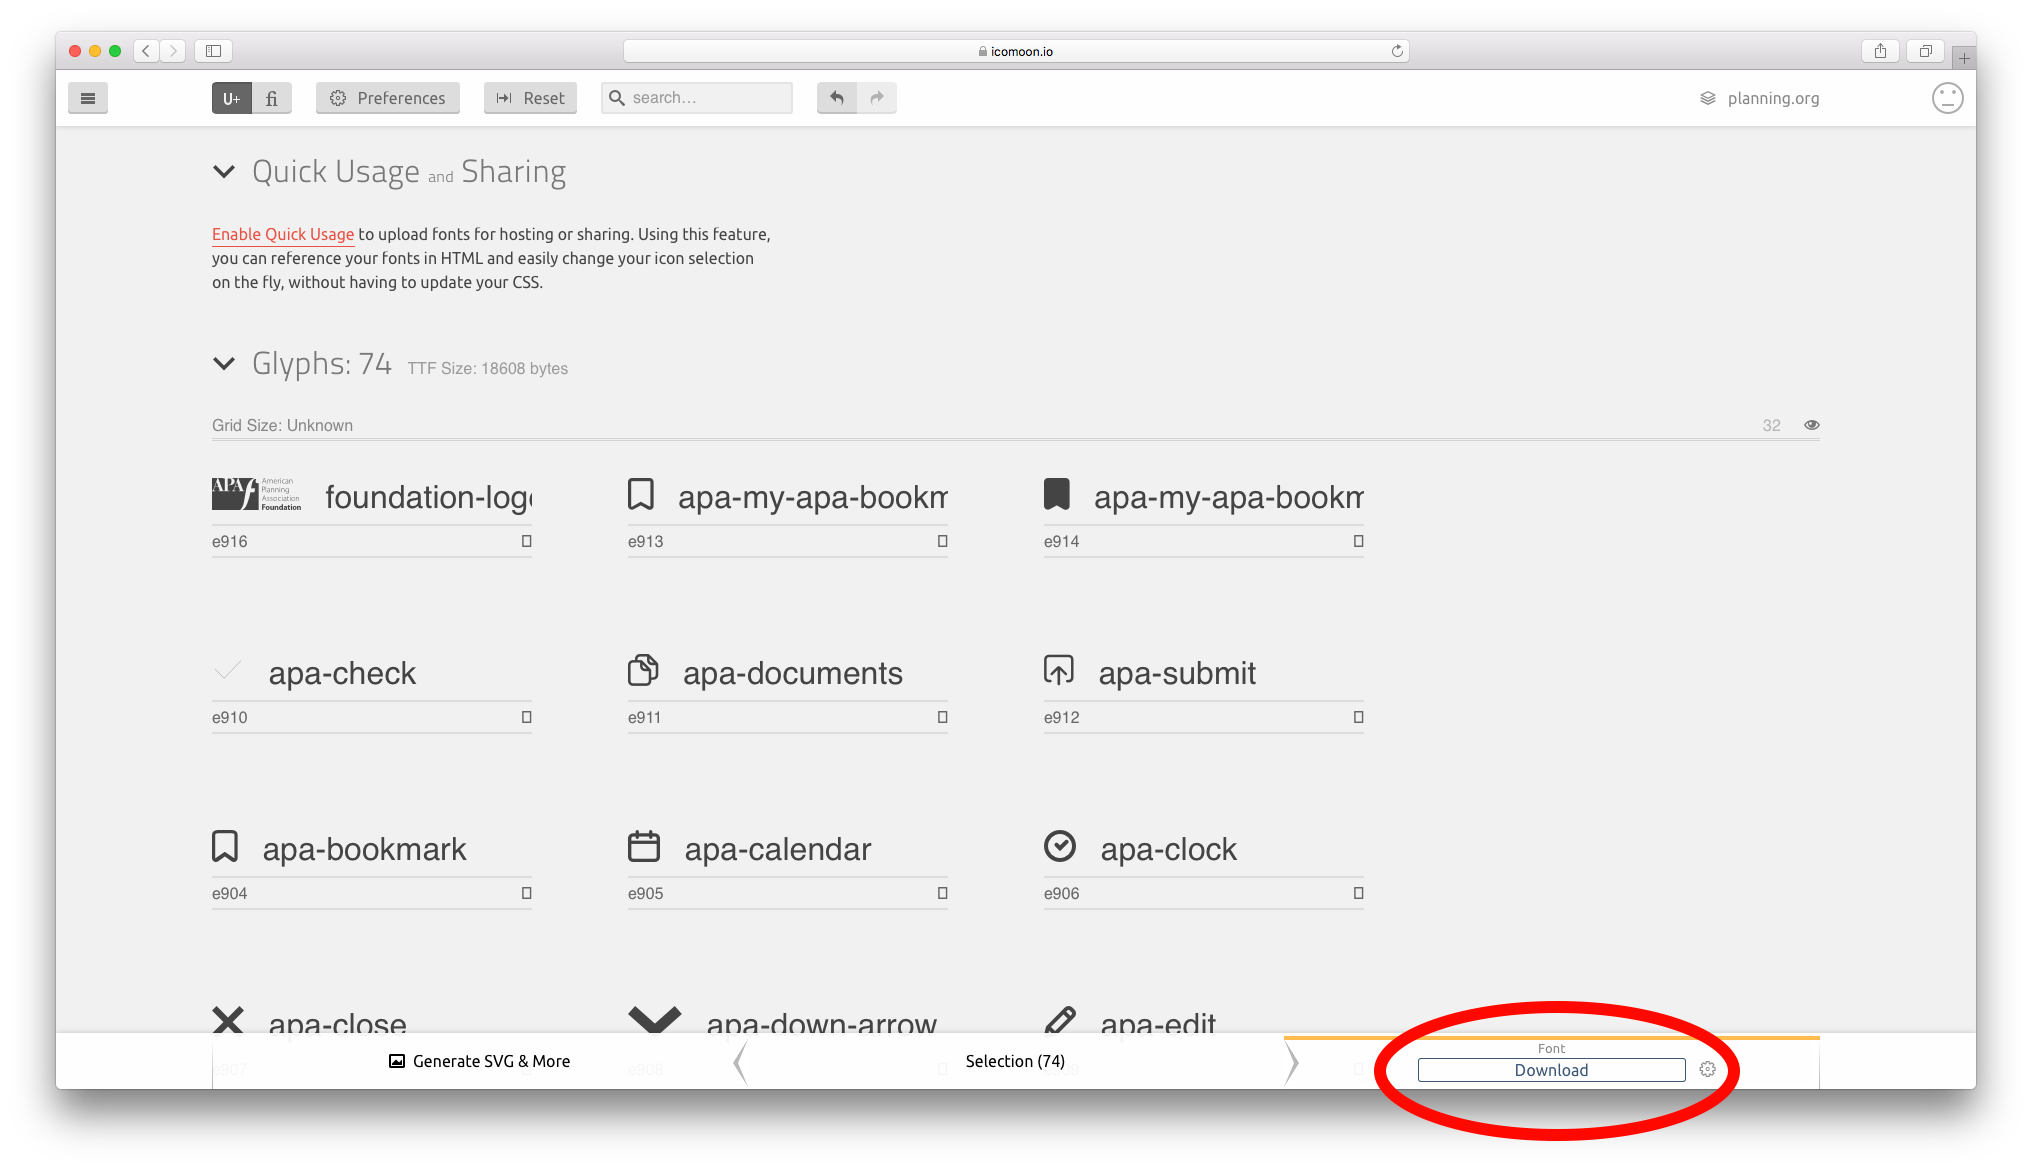 icomoon.io
U+ fi Preferences Reset search... planning.org
Quick Usage and Sharing
Enable Quick Usage to upload fonts for hosting or sharing. Using this feature,
you can reference your fonts in HTML and easily change your icon selection
on the fly, without having to update your CSS.
Glyphs: 74 TTF Size: 18608 bytes
Grid Size: Unknown 32
APA f American
Planning
Association
Foundation
foundation-logo apa-my-apa-bookm apa-my-apa-bookm
e916 e913 e914
apa-check apa-documents apa-submit
e910 e911 e912
apa-bookmark apa-calendar apa-clock
e904 e905 e906
apa-close apa-down-arrow apa-edit
e907 e908
Generate SVG & More Selection (74) Font
Download